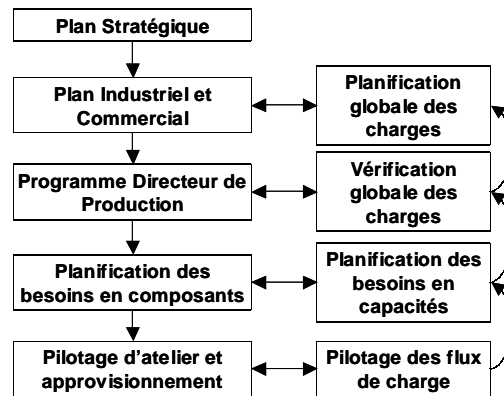 Plan Stratégique
Plan Industriel et
Commercial
Planification
globale des
charges
Programme Directeur de
Production
Vérification
globale des
charges
Planification des
besoins en composants
Planification des
besoins en
capacités
Pilotage d'atelier et
approvisionnement
Pilotage des flux
de charge